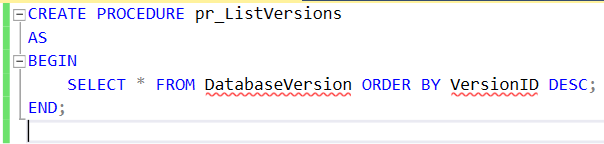 CREATE PROCEDURE pr_ListVersions
AS
BEGIN
    SELECT * FROM DatabaseVersion ORDER BY VersionID DESC;
END;